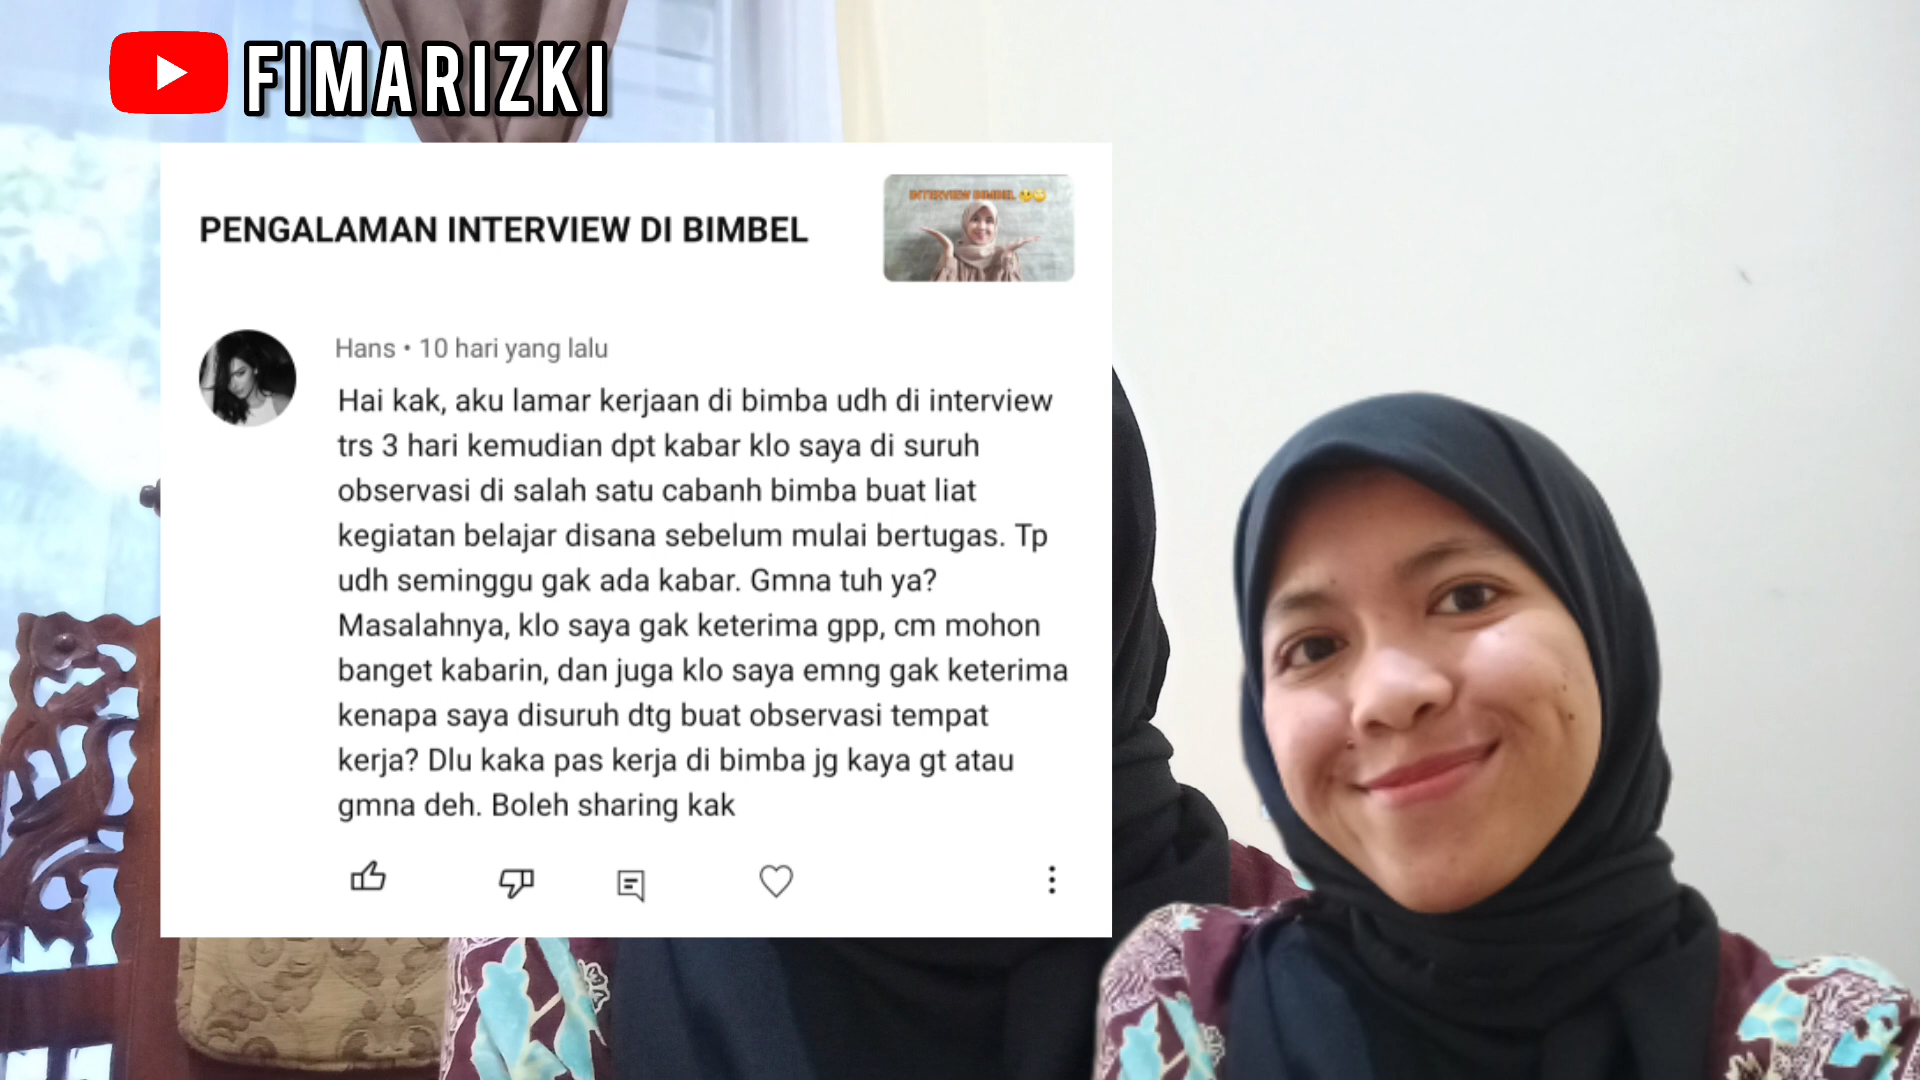 FIMARIZKI
PENGALAMAN INTERVIEW DI BIMBEL
INTERVIEW BIMBEL
Hans • 10 hari yang lalu
Hai kak, aku lamar kerjaan di bimba udh di interview
trs 3 hari kemudian dpt kabar klo saya di suruh
observasi di salah satu cabanh bimba buat liat
kegiatan belajar disana sebelum mulai bertugas. Tp
udh seminggu gak ada kabar. Gmna tuh ya?
Masalahnya, klo saya gak keterima gpp, cm mohon
banget kabarin, dan juga klo saya emng gak keterima
kenapa saya disuruh dtg buat observasi tempat
kerja? Dlu kaka pas kerja di bimba jg kaya gt atau
gmna deh. Boleh sharing kak